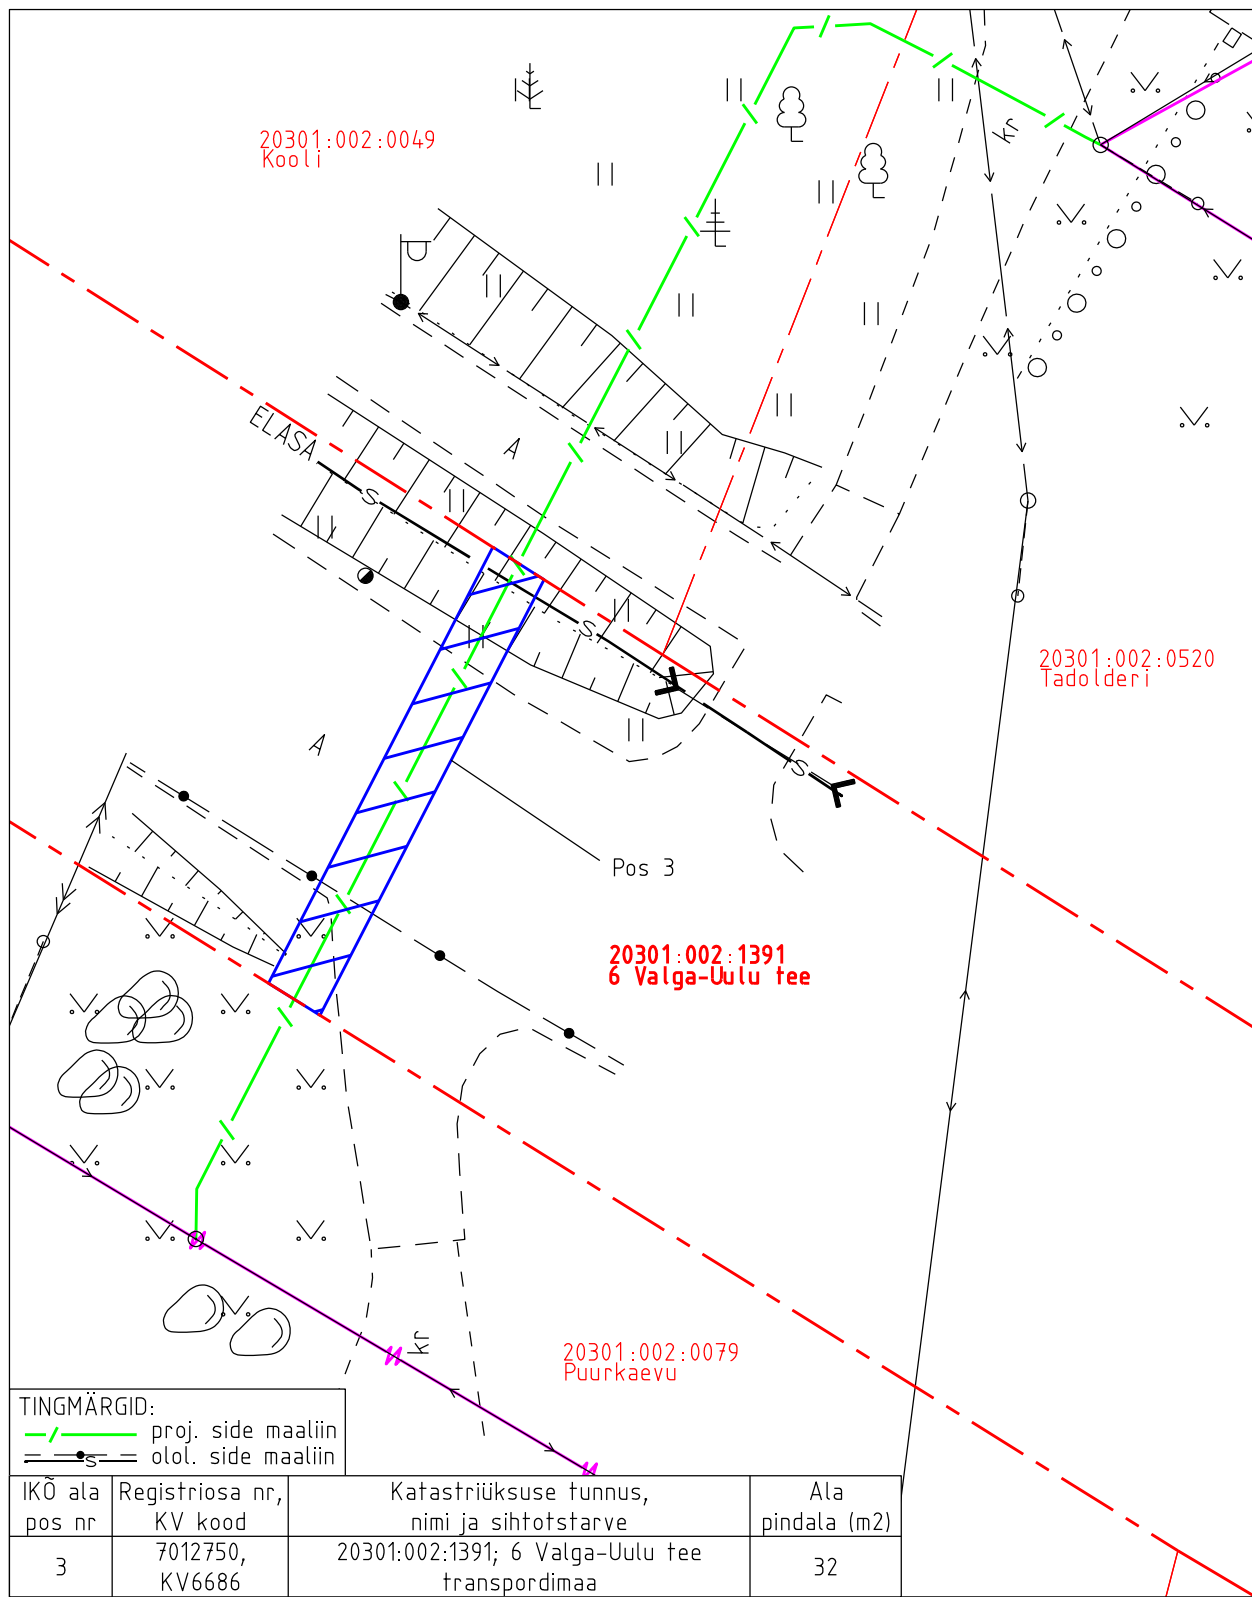 20301:002:0049
Kooli
kr
ELASA
A
S
S
20301:002:0520
Tadolderi
A
S
Pos 3
20301:002:1391
6 Valga-Uulu tee
kr
20301:002:0079
Puurkaevu
TINGMÄRGID:
proj. side maaliin
S
olol. side maaliin
IKÕ ala
pos nr
Registriosa nr,
KV kood
Katastriüksuse tunnus,
nimi ja sihtotstarve
Ala
pindala (m2)
3
7012750,
KV6686
20301:002:1391; 6 Valga-Uulu tee
transpordimaa
32